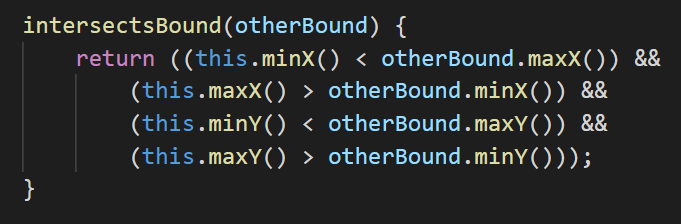 intersectsBound(otherBound) {
    return ((this.minX() < otherBound.maxX()) &&
        (this.maxX() > otherBound.minX()) &&
        (this.minY() < otherBound.maxY()) &&
        (this.maxY() > otherBound.minY()));
}